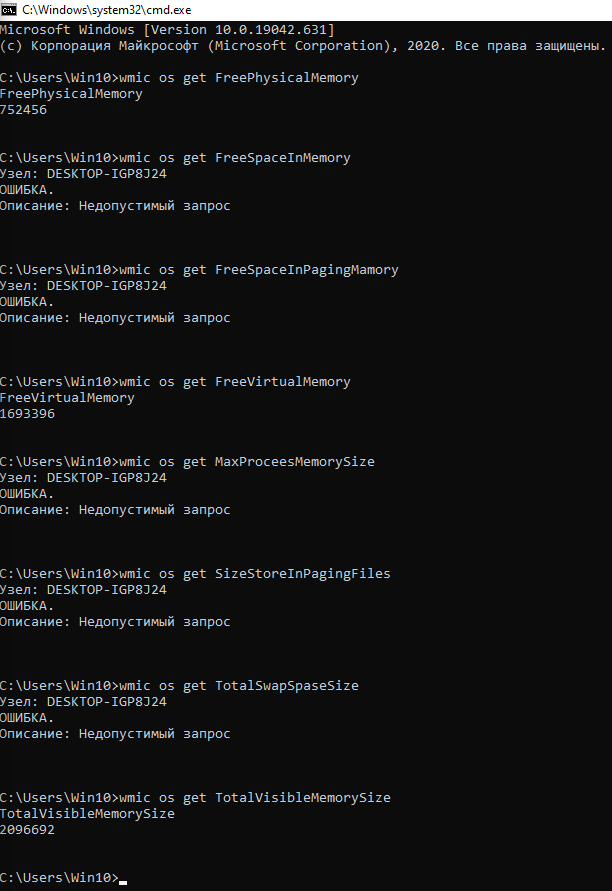 C:\Windows\system32\cmd.exe
Microsoft Windows [Version 10.0.19042.631]
(c) Корпорация Майкрософт (Microsoft Corporation), 2020. Все права защищены.
C:\Users\Win10>wmic os get FreePhysicalMemory
FreePhysicalMemory
752456
C:\Users\Win10>wmic os get FreeSpaceInMemory
Узел: DESKTOP-IGP8J24
ОШИБКА.
Описание: Недопустимый запрос
C:\Users\Win10>wmic os get FreeSpaceInPagingMamory
Узел: DESKTOP-IGP8J24
ОШИБКА.
Описание: Недопустимый запрос
C:\Users\Win10>wmic os get FreeVirtualMemory
FreeVirtualMemory
1693396
C:\Users\Win10>wmic os get MaxProceesMemorySize
Узел: DESKTOP-IGP8J24
ОШИБКА.
Описание: Недопустимый запрос
C:\Users\Win10>wmic os get SizeStoreInPagingFiles
Узел: DESKTOP-IGP8J24
ОШИБКА.
Описание: Недопустимый запрос
C:\Users\Win10>wmic os get TotalSwapSpaseSize
Узел: DESKTOP-IGP8J24
ОШИБКА.
Описание: Недопустимый запрос
C:\Users\Win10>wmic os get TotalVisibleMemorySize
TotalVisibleMemorySize
2096692
C:\Users\Win10>